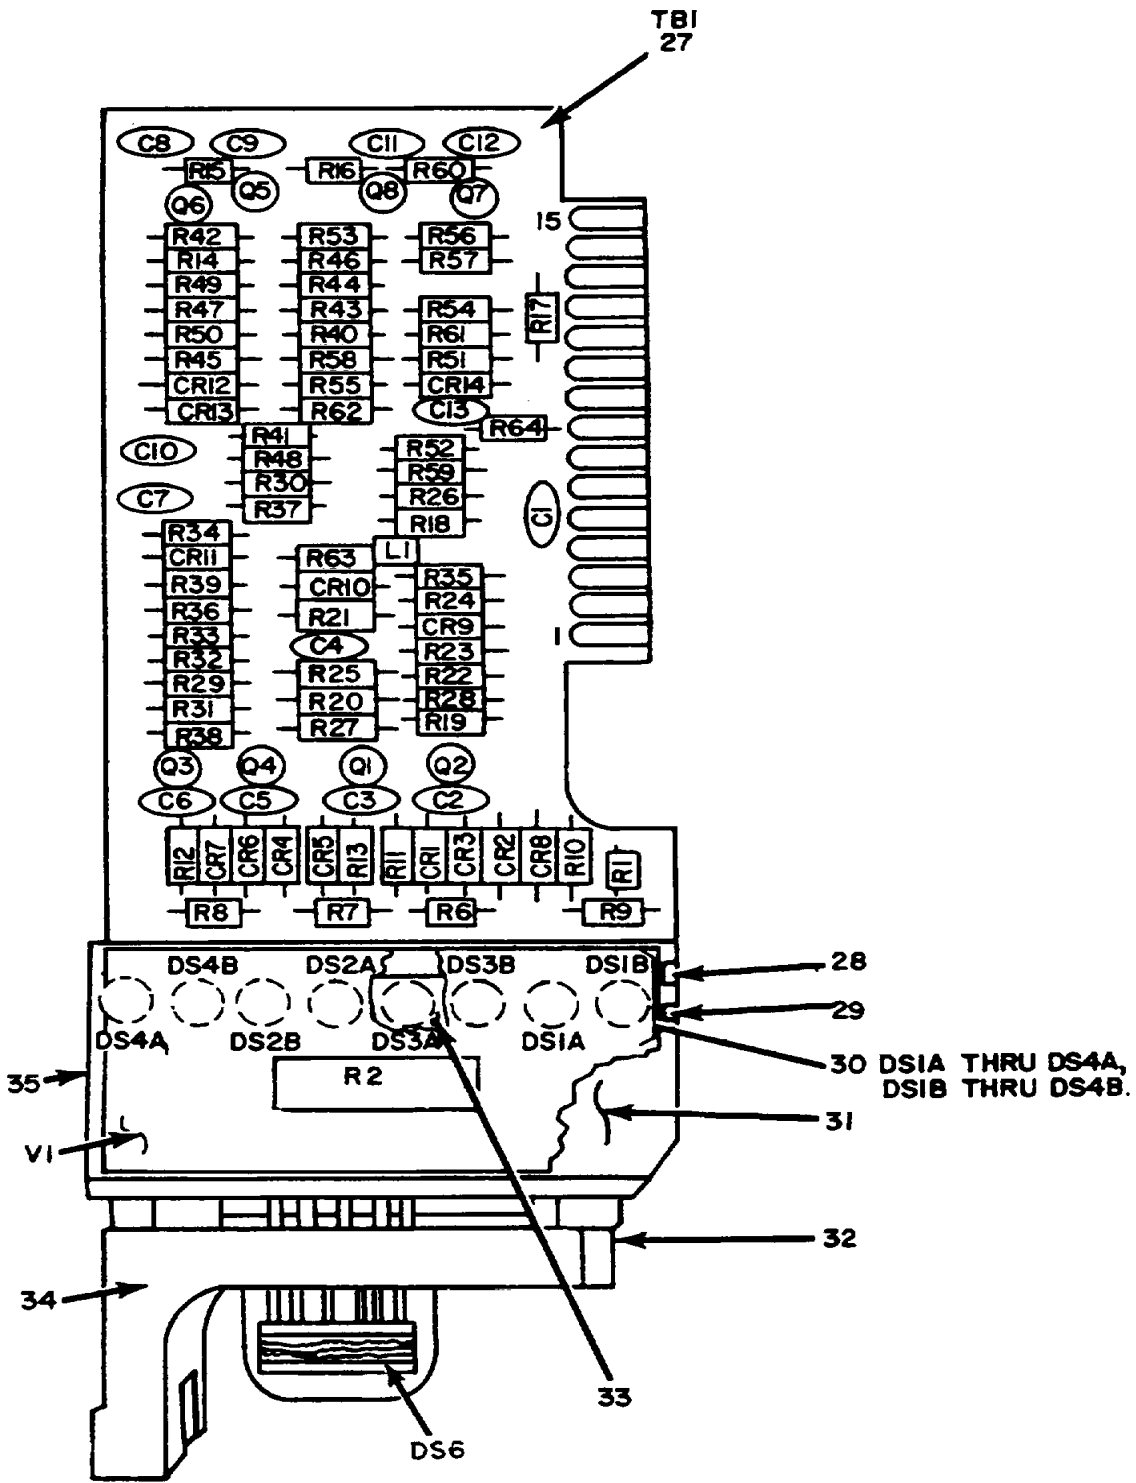 TB1
27
C8 C9 C11 C12
R15 R16 R60
Q6 Q5 Q8 Q7
15
R42 R53 R56
R14 R46 R57
R49 R44
R47 R43 R54 R17
R50 R40 R61
R45 R58 R51
CR12 R55 CR14
CR13 R62 C13
R64
R41
C10 R48 R52
R30 R59
C7 R37 R26
R18 C1
R34 L1
CR11 R63
R39 CR10 R35
R36 R21 R24
R33 CR9 1
R32 C4 R23
R29 R25 R22
R31 R20 R28
R38 R27 R19
Q3 Q4 Q1 Q2
C6 C5 C3 C2
R12 CR7 CR6 CR4 CR5 R13 R11 CR1 CR3 CR2 CR8 R10 R1
R8 R7 R6 R9
DS4B DS2A DS3B DS1B 28
29
DS4A DS2B DS3A DS1A
30 DS1A THRU DS4A,
DS1B THRU DS4B.
35 R2
31
V1
32
34
33
DS6